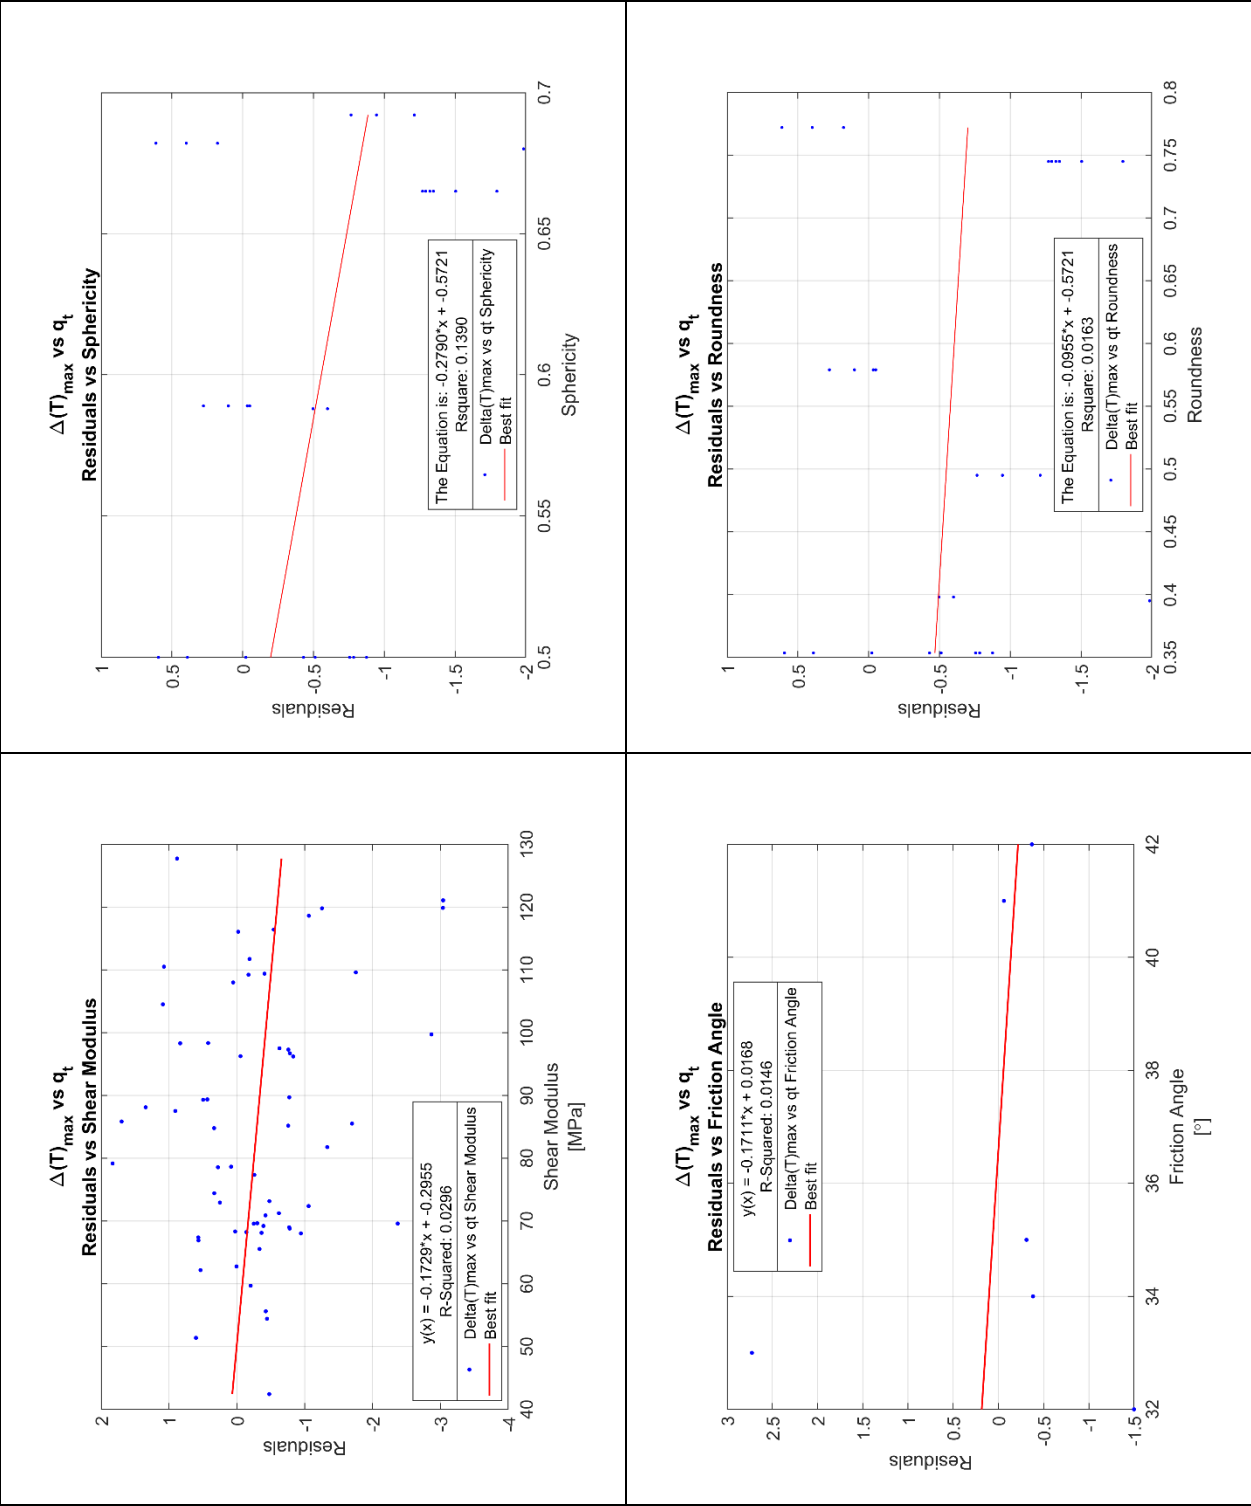 Δ(T)max vs qt
Residuals vs Shear Modulus
2
1
0
-1
-2
-3
-4
Residuals
y(x) = -0.1729*x + -0.2955
R-Squared: 0.0296
Delta(T)max vs qt Shear Modulus
Best fit
40 50 60 70 80 90 100 110 120 130
Shear Modulus
[MPa]
Δ(T)max vs qt
Residuals vs Sphericity
1
0.5
0
-0.5
-1
-1.5
-2
Residuals
The Equation is: -0.2790*x + -0.5721
Rsquare: 0.1390
Delta(T)max vs qt Sphericity
Best fit
0.5 0.55 0.6 0.65 0.7
Sphericity
Δ(T)max vs qt
Residuals vs Friction Angle
3
2.5
2
1.5
1
0.5
0
-0.5
-1
-1.5
Residuals
y(x) = -0.1711*x + 0.0168
R-Squared: 0.0146
Delta(T)max vs qt Friction Angle
Best fit
32 34 36 38 40 42
Friction Angle
[°]
Δ(T)max vs qt
Residuals vs Roundness
1
0.5
0
-0.5
-1
-1.5
-2
Residuals
The Equation is: -0.0955*x + -0.5721
Rsquare: 0.0163
Delta(T)max vs qt Roundness
Best fit
0.35 0.4 0.45 0.5 0.55 0.6 0.65 0.7 0.75 0.8
Roundness